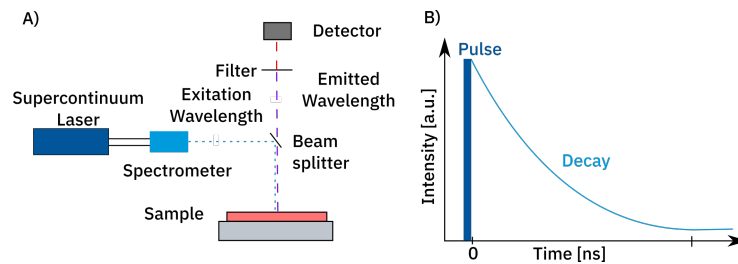 A)
Detector
Filter
Emitted
Wavelength
Exitation
Wavelength
Supercontinuum
Laser
Beam
splitter
Spectrometer
Sample
B)
Pulse
Intensity [a.u.]
Decay
0
Time [ns]